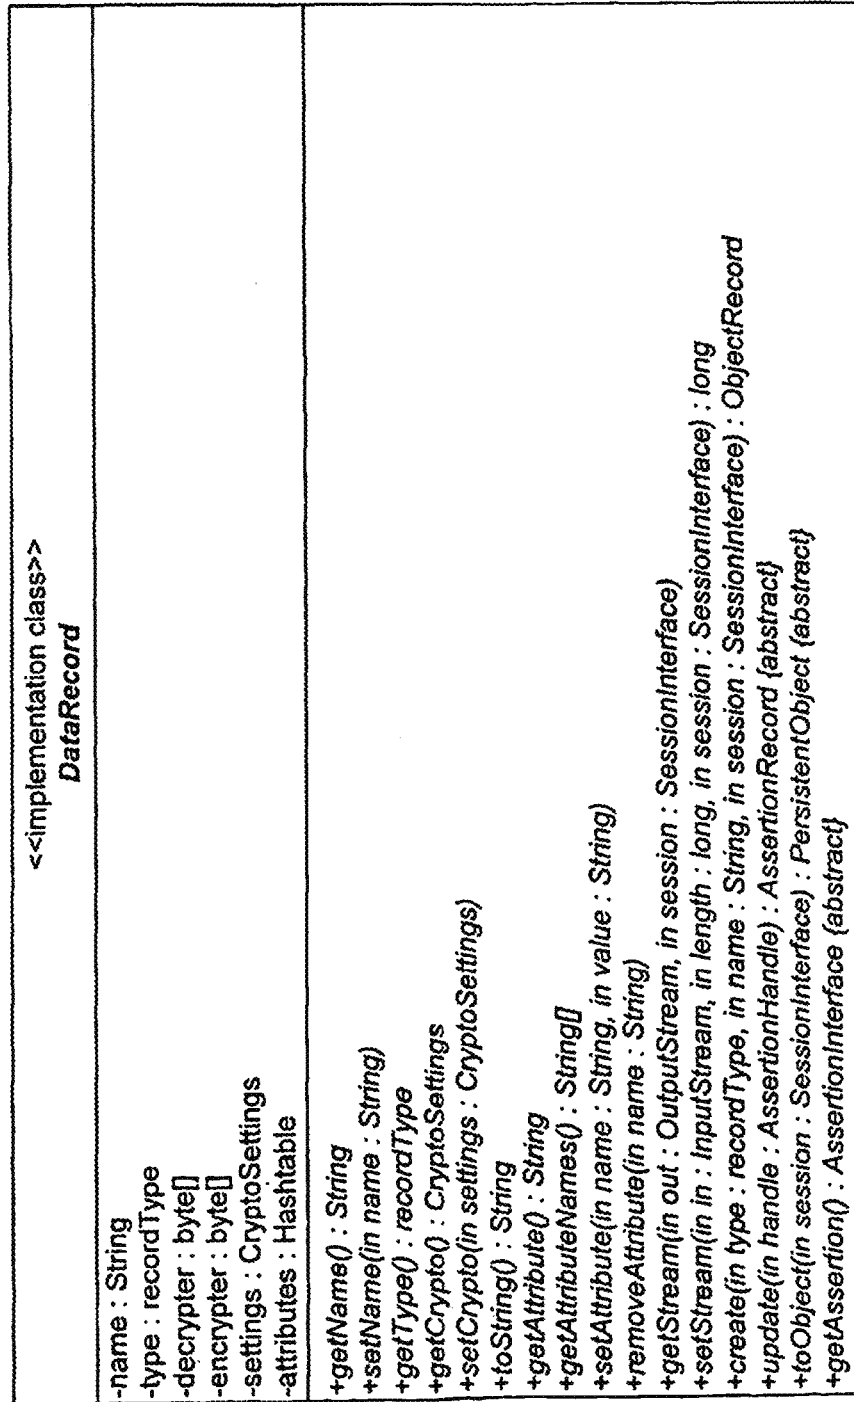 <<implementation class>>
DataRecord
-name : String
-type : recordType
-decrypter : byte[]
-encrypter : byte[]
-settings : CryptoSettings
-attributes : Hashtable
+getName() : String
+setName(in name : String)
+getType() : recordType
+getCrypto() : CryptoSettings
+setCrypto(in settings : CryptoSettings)
+toString() : String
+getAttribute() : String
+getAttributeNames() : String[]
+setAttribute(in name : String, in value : String)
+removeAttribute(in name : String)
+getStream(in out : OutputStream, in session : SessionInterface)
+setStream(in in : InputStream, in length : long, in session : SessionInterface) : long
+create(in type : recordType, in name : String, in session : SessionInterface) : ObjectRecord
+update(in handle : AssertionHandle) : AssertionRecord {abstract}
+toObject(in session : SessionInterface) : PersistentObject {abstract}
+getAssertion() : AssertionInterface {abstract}